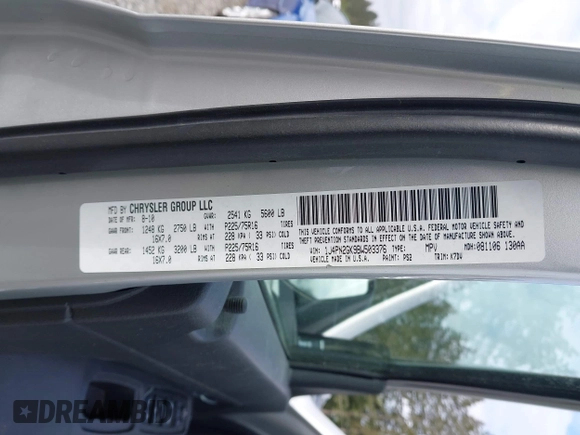 MFD BY CHRYSLER GROUP LLC
DATE OF MFR: 8-10 GVWR: 2541 KG 5600 LB
GAWR FRONT: 1248 KG 2750 LB WITH P225/75R16 TIRES
16X7.0 RIMS AT 228 KPA ( 33 PSI) COLD
GAWR REAR: 1452 KG 3200 LB WITH P225/75R16 TIRES
16X7.0 RIMS AT 228 KPA ( 33 PSI) COLD
THIS VEHICLE CONFORMS TO ALL APPLICABLE U.S.A. FEDERAL MOTOR VEHICLE SAFETY
AND THEFT PREVENTION STANDARDS IN EFFECT ON THE DATE OF MANUFACTURE SHOWN ABOVE.
VIN: 1J4PN2GK9BW503376 TYPE: MPV MDH: 081106 130AA
MADE IN U.S.A. PAINT: PS2 TRIM: K7DV
DREAMBID